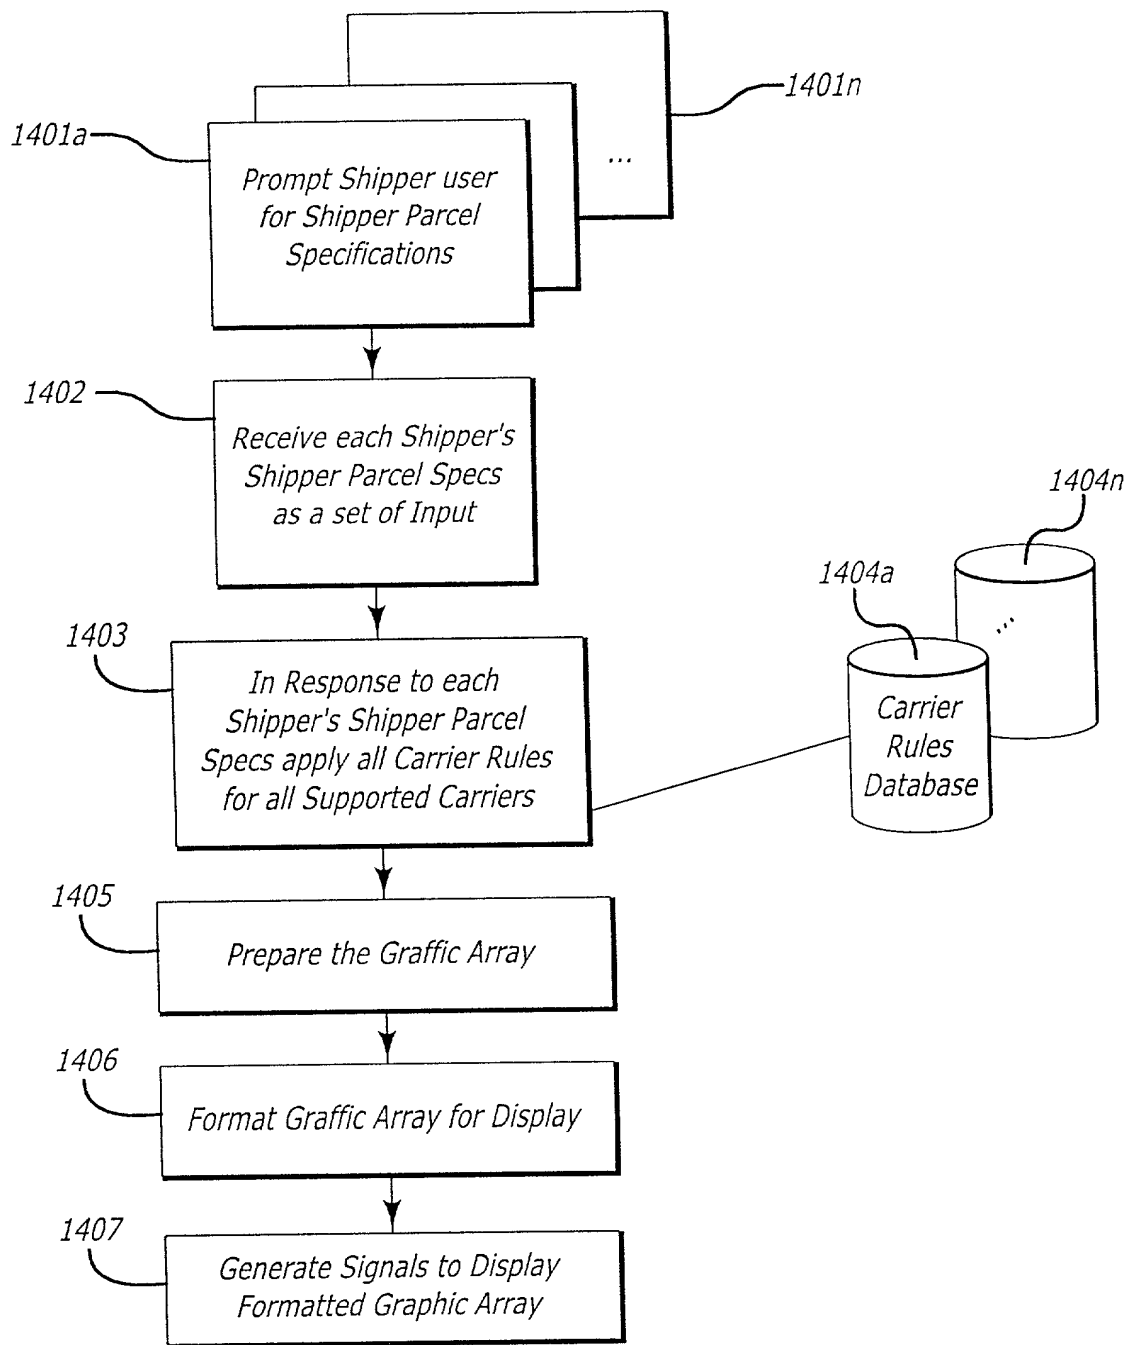 1401n
1401a
...
Prompt Shipper user
for Shipper Parcel
Specifications
1402
Receive each Shipper's
Shipper Parcel Specs
as a set of Input
1404n
1404a
...
1403
In Response to each
Shipper's Shipper Parcel
Specs apply all Carrier Rules
for all Supported Carriers
Carrier
Rules
Database
1405
Prepare the Graffic Array
1406
Format Graffic Array for Display
1407
Generate Signals to Display
Formatted Graphic Array